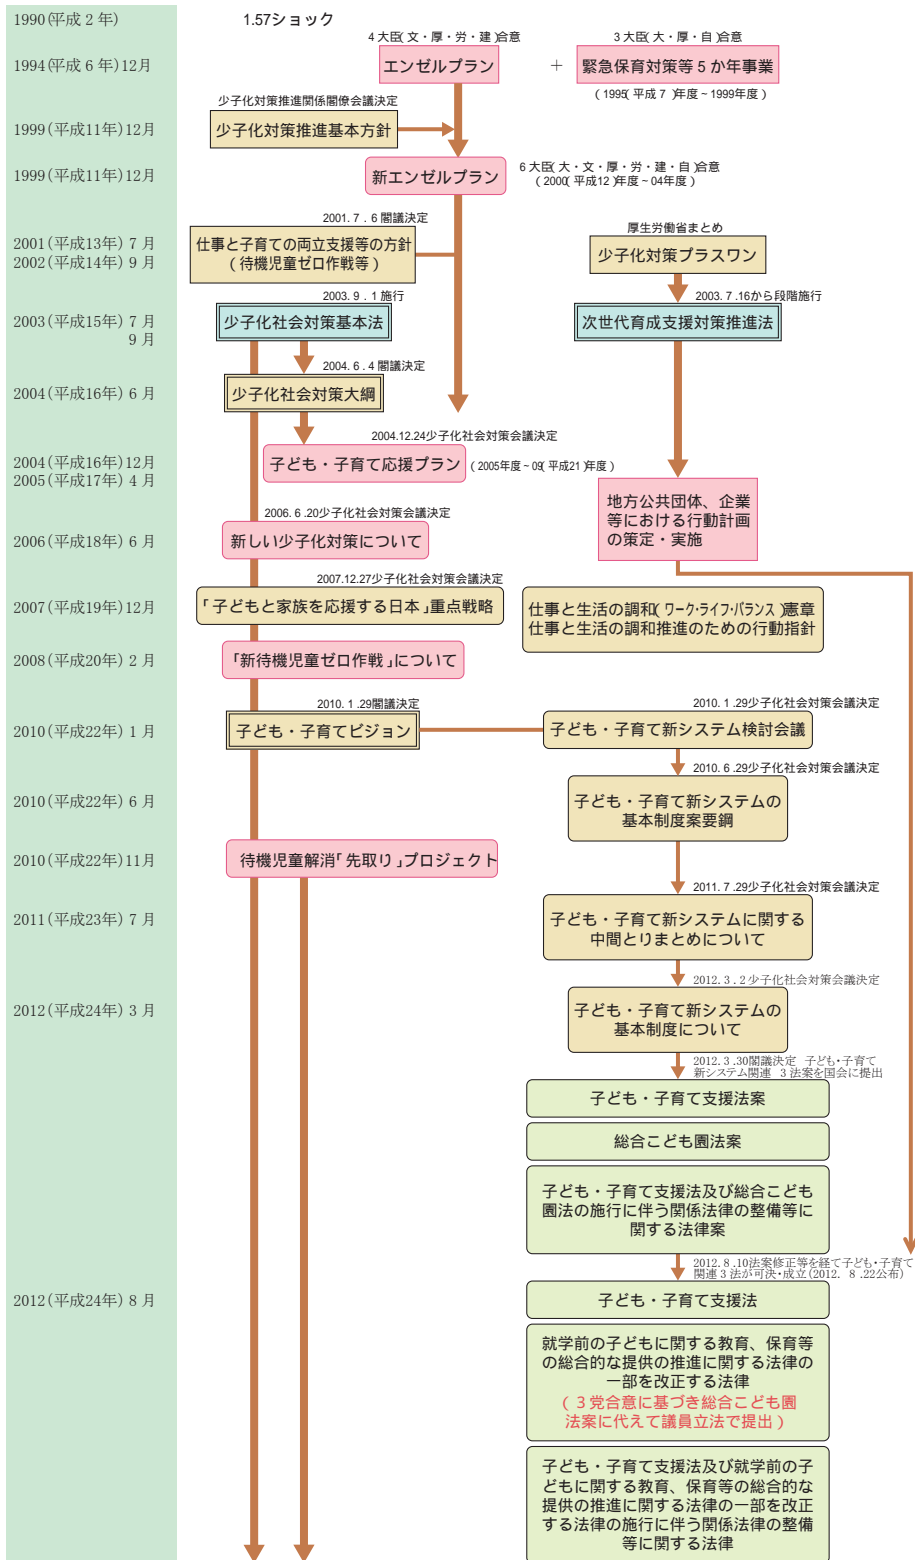 1990(平成 2 年)
1.57ショック
4 大臣(文・厚・労・建)合意
3 大臣(大・厚・自)合意
1994(平成 6 年)12月
エンゼルプラン
+
緊急保育対策等 5 か年事業
(1995(平成 7 )年度~1999年度)
少子化対策推進関係閣僚会議決定
1999(平成11年)12月
少子化対策推進基本方針
1999(平成11年)12月
新エンゼルプラン
6 大臣(大・文・厚・労・建・自)合意
(2000(平成12 )年度~04年度)
2001. 7 . 6 閣議決定
厚生労働省まとめ
2001(平成13年) 7 月
2002(平成14年) 9 月
仕事と子育ての両立支援等の方針
(待機児童ゼロ作戦等)
少子化対策プラスワン
2003. 9 . 1 施行
2003. 7 .16から段階施行
2003(平成15年) 7 月
9 月
少子化社会対策基本法
次世代育成支援対策推進法
2004. 6 . 4 閣議決定
2004(平成16年) 6 月
少子化社会対策大綱
2004.12.24少子化社会対策会議決定
2004(平成16年)12月
2005(平成17年) 4 月
子ども・子育て応援プラン
(2005年度~09(平成21 )年度)
地方公共団体、企業
等における行動計画
の策定・実施
2006. 6 .20少子化社会対策会議決定
2006(平成18年) 6 月
新しい少子化対策について
2007.12.27少子化社会対策会議決定
2007(平成19年)12月
「子どもと家族を応援する日本」重点戦略
仕事と生活の調和(ワーク・ライフ・バランス)憲章
仕事と生活の調和推進のための行動指針
2008(平成20年) 2 月
「新待機児童ゼロ作戦」について
2010. 1 .29閣議決定
2010. 1 .29少子化社会対策会議決定
2010(平成22年) 1 月
子ども・子育てビジョン
子ども・子育て新システム検討会議
2010. 6 .29少子化社会対策会議決定
2010(平成22年) 6 月
子ども・子育て新システムの
基本制度案要鋼
2010(平成22年)11月
待機児童解消「先取り」プロジェクト
2011. 7 .29少子化社会対策会議決定
2011(平成23年) 7 月
子ども・子育て新システムに関する
中間とりまとめについて
2012. 3 . 2 少子化社会対策会議決定
2012(平成24年) 3 月
子ども・子育て新システムの
基本制度について
2012. 3 .30閣議決定 子ども・子育て
新システム関連 3 法案を国会に提出
子ども・子育て支援法案
総合こども園法案
子ども・子育て支援法及び総合こども
園法の施行に伴う関係法律の整備等に
関する法律案
2012. 8 .10法案修正等を経て子ども・子育て
関連 3 法が可決・成立(2012. 8 .22公布)
2012(平成24年) 8 月
子ども・子育て支援法
就学前の子どもに関する教育、保育等
の総合的な提供の推進に関する法律の
一部を改正する法律
( 3 党合意に基づき総合こども園
法案に代えて議員立法で提出 )
子ども・子育て支援法及び就学前の子
どもに関する教育、保育等の総合的な
提供の推進に関する法律の一部を改正
する法律の施行に伴う関係法律の整備
等に関する法律